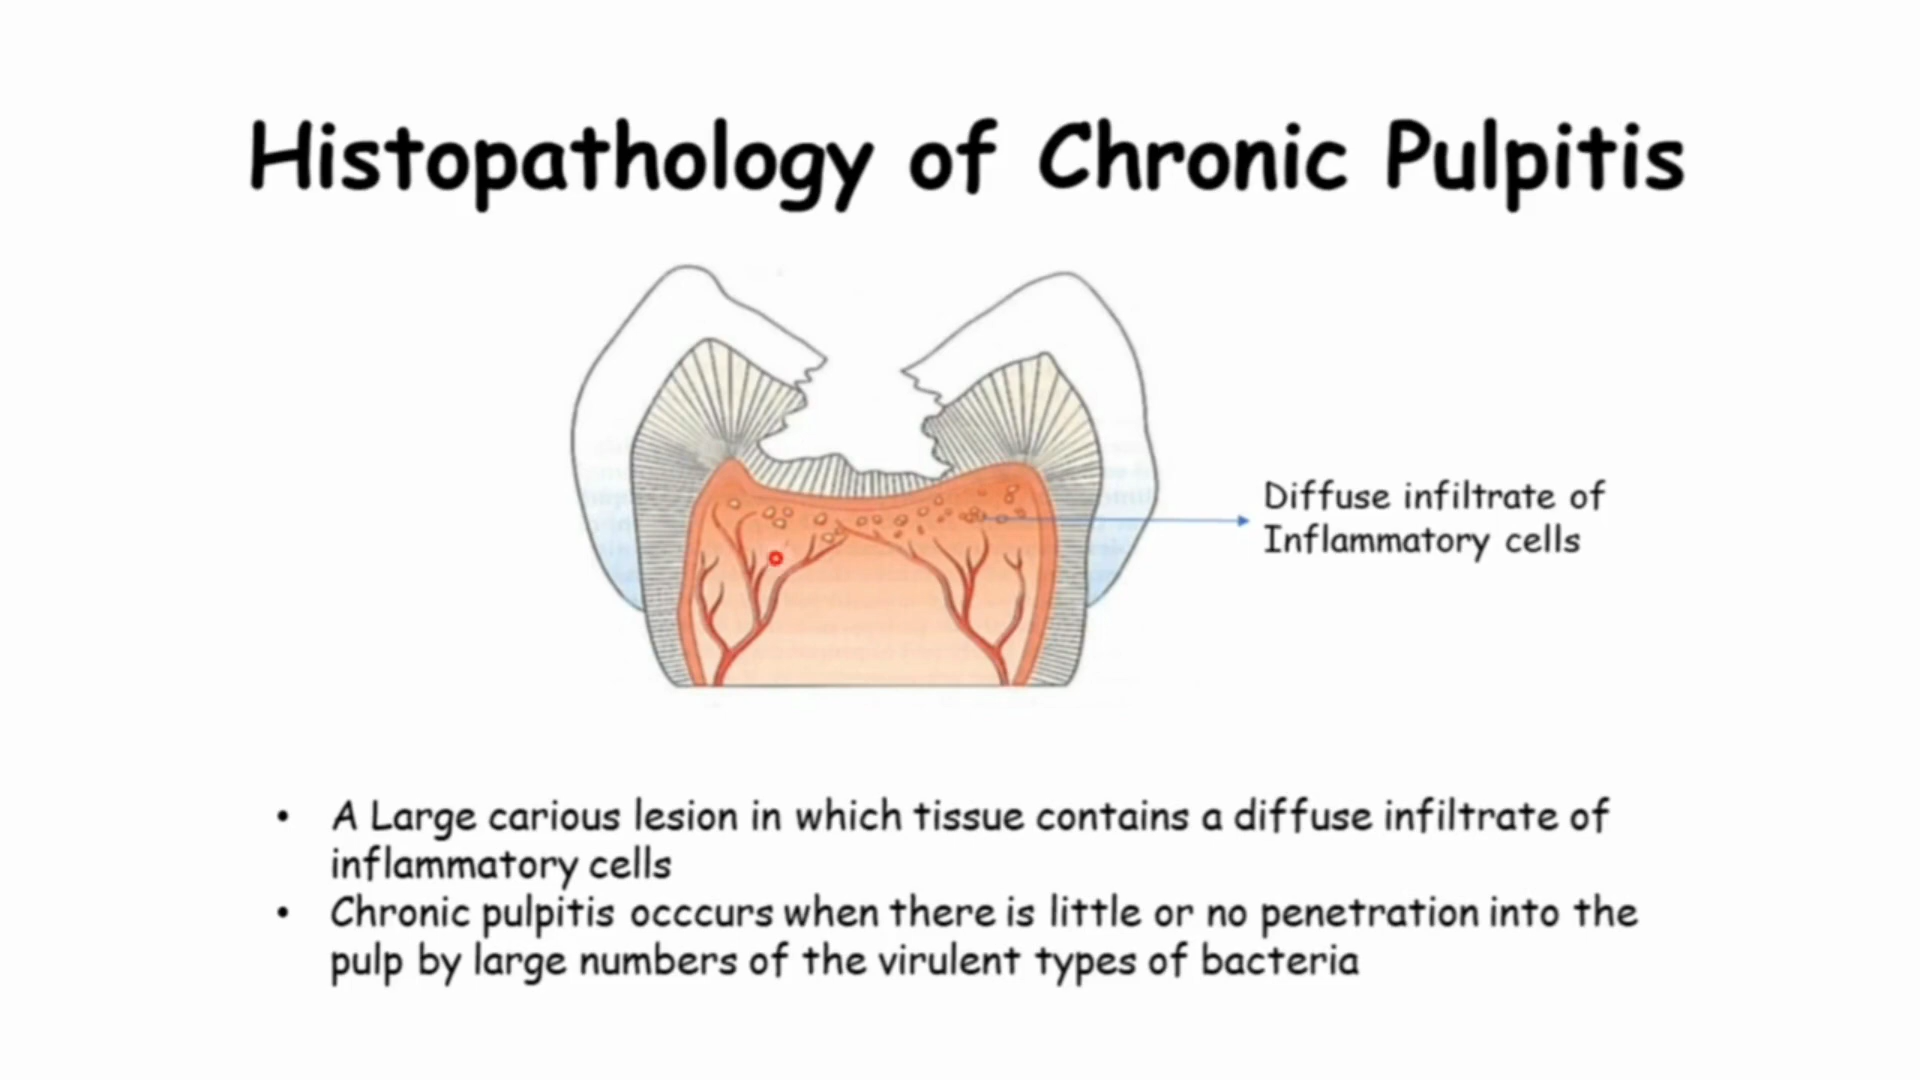 Histopathology of Chronic Pulpitis
Diffuse infiltrate of
Inflammatory cells
• A Large carious lesion in which tissue contains a diffuse infiltrate of
inflammatory cells
• Chronic pulpitis occcurs when there is little or no penetration into the
pulp by large numbers of the virulent types of bacteria